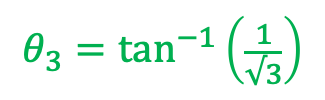 θ₃ = tan⁻¹ (1/√3)